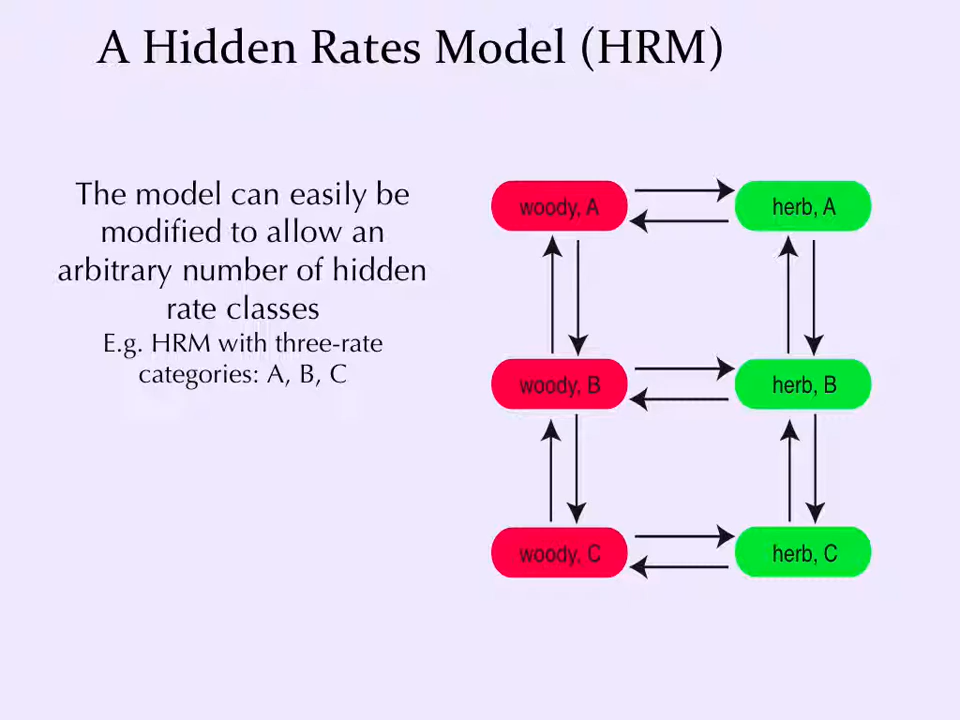 A Hidden Rates Model (HRM)
The model can easily be
modified to allow an
arbitrary number of hidden
rate classes
E.g. HRM with three-rate
categories: A, B, C
woody, A
herb, A
woody, B
herb, B
woody, C
herb, C